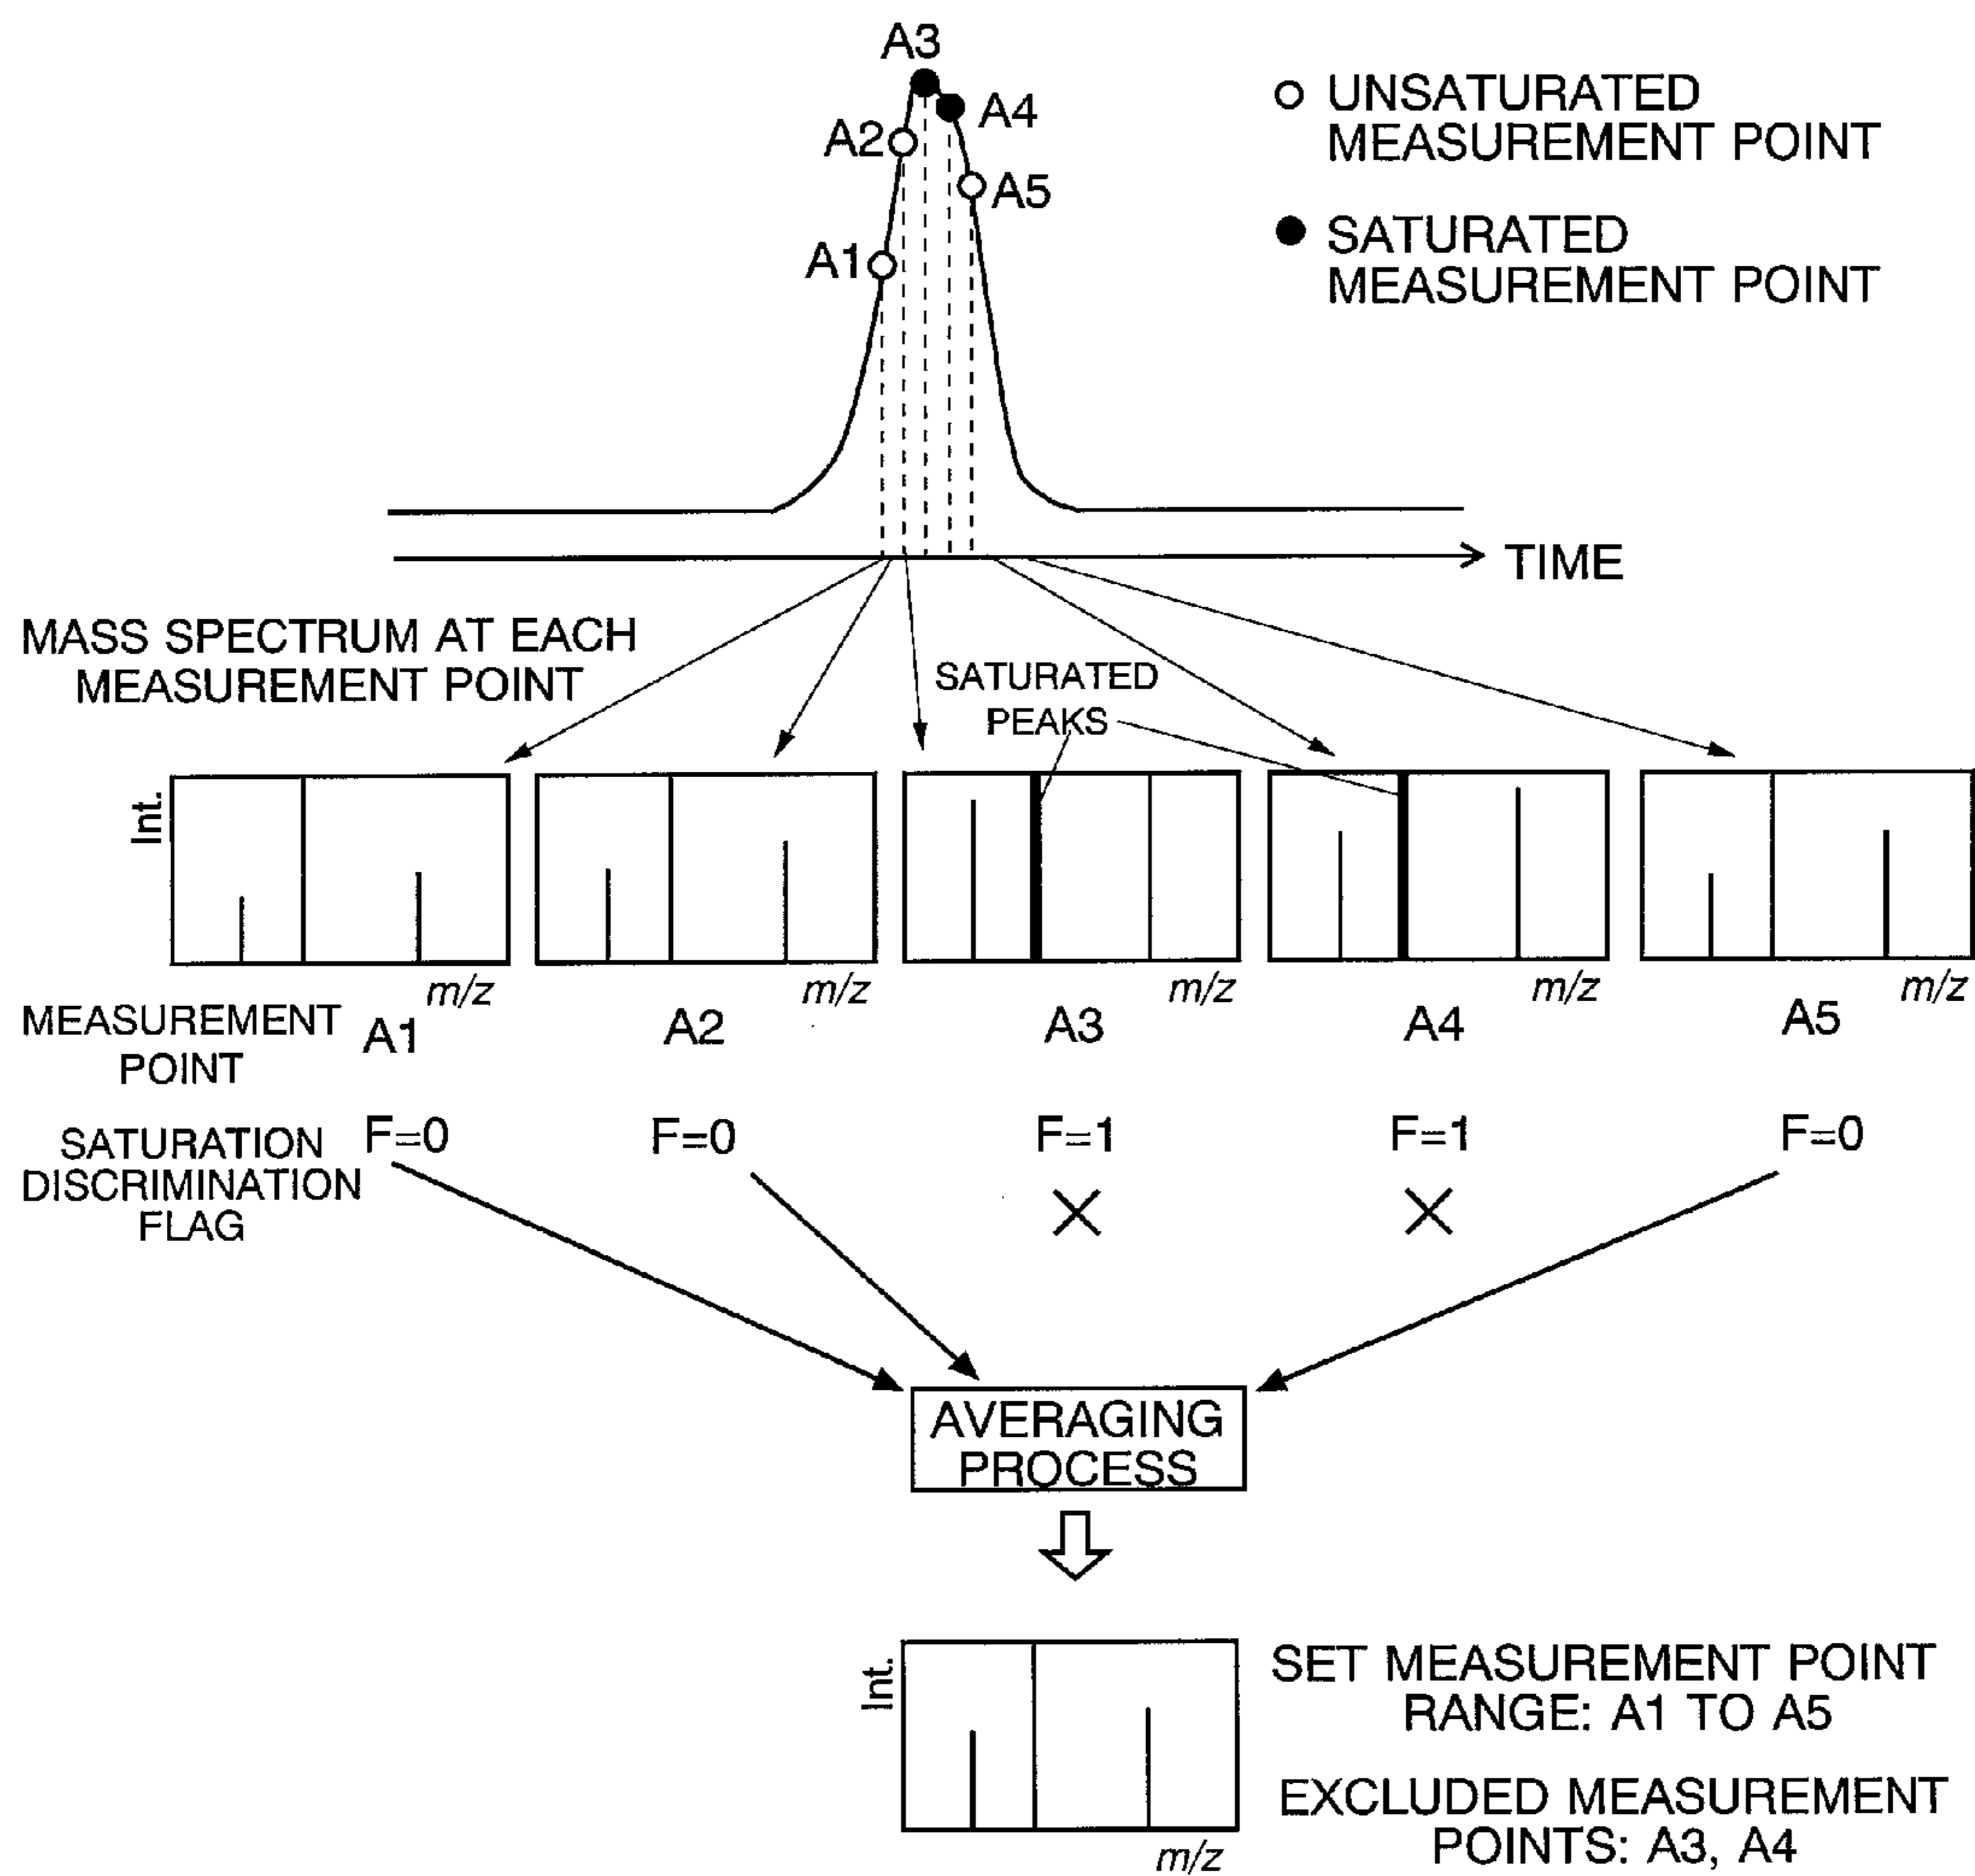 A3
A4
A2
A5
A1
UNSATURATED
MEASUREMENT POINT
SATURATED
MEASUREMENT POINT
TIME
MASS SPECTRUM AT EACH
MEASUREMENT POINT
SATURATED
PEAKS
Int.
m/z
m/z
m/z
m/z
m/z
MEASUREMENT
POINT
A1
A2
A3
A4
A5
SATURATION
DISCRIMINATION
FLAG
F=0
F=0
F=1
F=1
F=0
AVERAGING
PROCESS
Int.
m/z
SET MEASUREMENT POINT
RANGE: A1 TO A5
EXCLUDED MEASUREMENT
POINTS: A3, A4